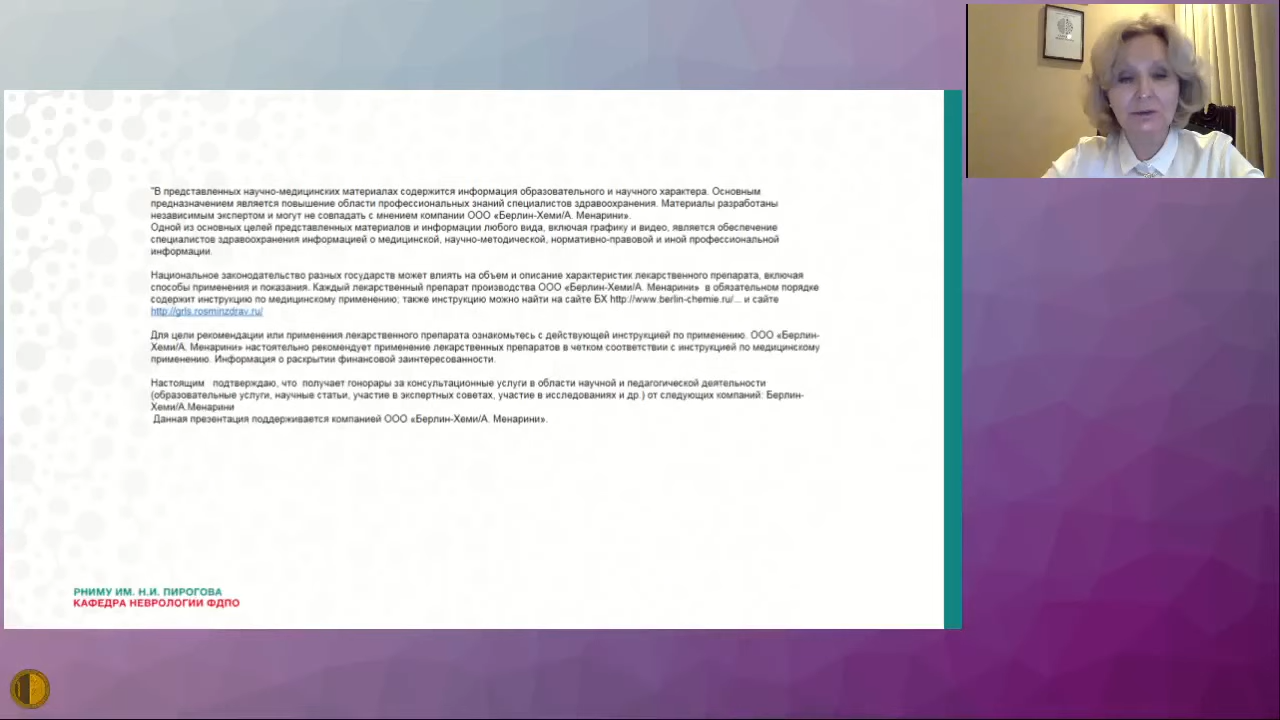 "В представленных научно-медицинских материалах содержится информация образовательного и научного характера. Основным
предназначением является повышение области профессиональных знаний специалистов здравоохранения. Материалы разработаны
независимым экспертом и могут не совпадать с мнением компании ООО «Берлин-Хеми/А. Менарини».
Одной из основных целей представленных материалов и информации любого вида, включая графику и видео, является обеспечение
специалистов здравоохранения информацией о медицинской, научно-методической, нормативно-правовой и иной профессиональной
информации.
Национальное законодательство разных государств может влиять на объем и описание характеристик лекарственного препарата, включая
способы применения и показания. Каждый лекарственный препарат производства ООО «Берлин-Хеми/А. Менарини» в обязательном порядке
содержит инструкцию по медицинскому применению; также инструкцию можно найти на сайте БХ http://www.berlin-chemie.ru/... и сайте
http://grls.rosminzdrav.ru/
Для цели рекомендации или применения лекарственного препарата ознакомьтесь с действующей инструкцией по применению. ООО «Берлин-
Хеми/А. Менарини» настоятельно рекомендует применение лекарственных препаратов в четком соответствии с инструкцией по медицинскому
применению. Информация о раскрытии финансовой заинтересованности.
Настоящим подтверждаю, что получает гонорары за консультационные услуги в области научной и педагогической деятельности
(образовательные услуги, научные статьи, участие в экспертных советах, участие в исследованиях и др.) от следующих компаний: Берлин-
Хеми/А.Менарини
Данная презентация поддерживается компанией ООО «Берлин-Хеми/А. Менарини».
РНИМУ ИМ. Н.И. ПИРОГОВА
КАФЕДРА НЕВРОЛОГИИ ФДПО